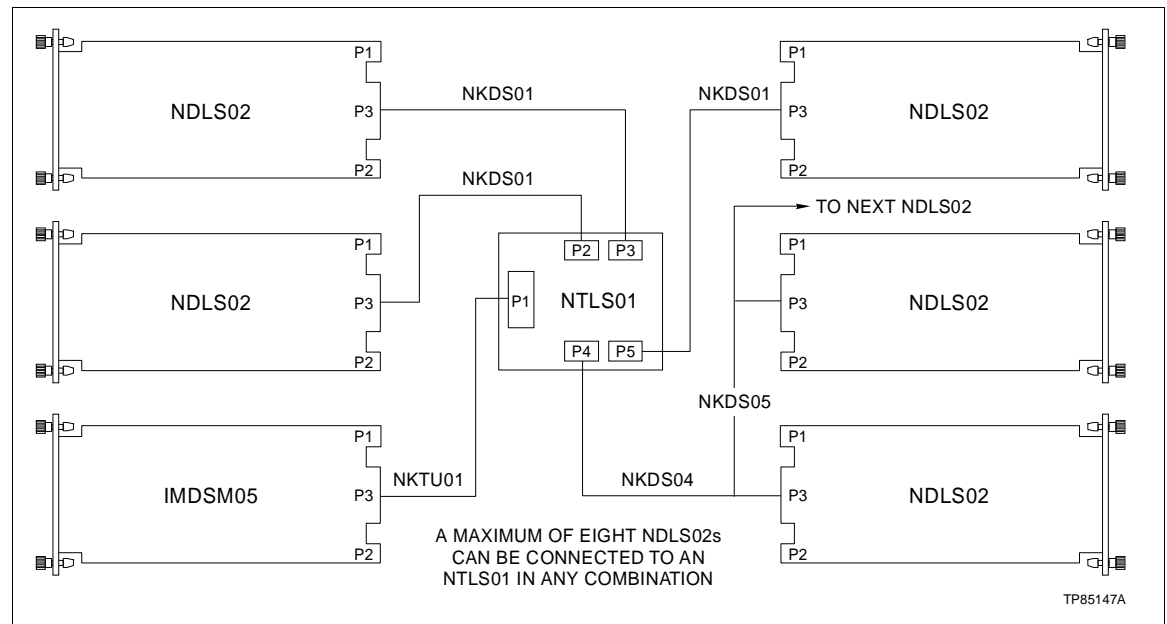 P1
P1
NKDS01
NKDS01
NDLS02
P3
P3
NDLS02
P2
P2
NKDS01
TO NEXT NDLS02
P1
P2
P3
P1
NDLS02
P3
P1
NTLS01
P3
NDLS02
P4
P5
P2
P2
NKDS05
P1
P1
NKTU01
NKDS04
IMDSM05
P3
P3
NDLS02
A MAXIMUM OF EIGHT NDLS02s
CAN BE CONNECTED TO AN
NTLS01 IN ANY COMBINATION
P2
P2
TP85147A